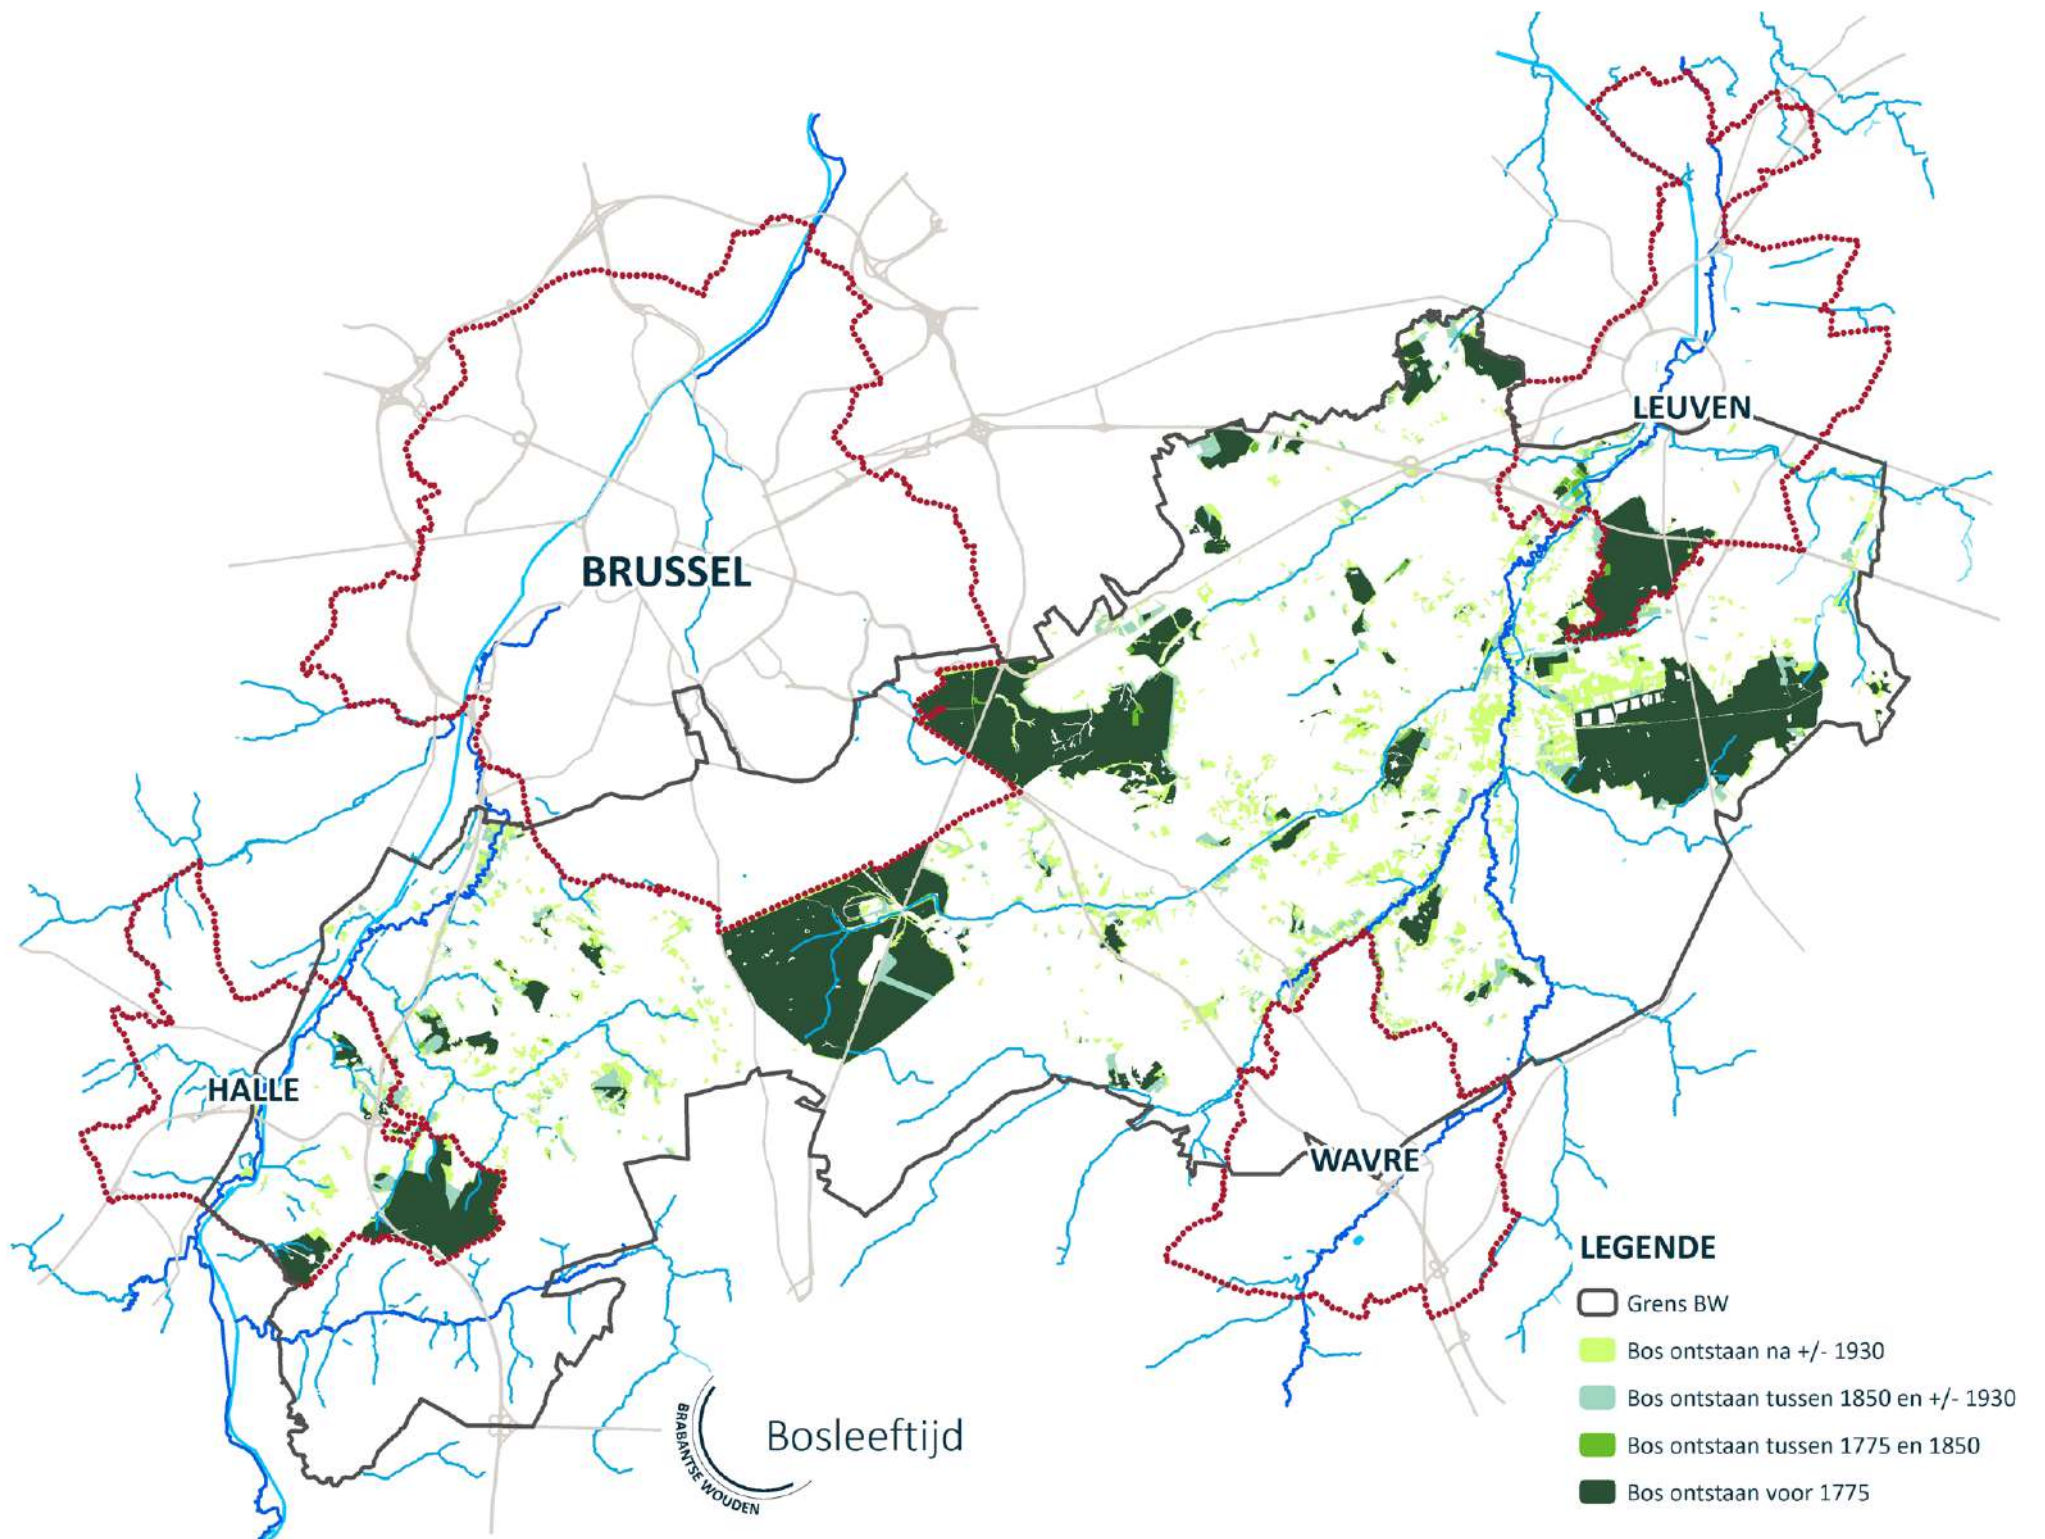 LEUVEN
BRUSSEL
HALLE
WAVRE
LEGENDE
Grens BW
Bos ontstaan na +/- 1930
Bos ontstaan tussen 1850 en +/- 1930
Bos ontstaan tussen 1775 en 1850
Bos ontstaan voor 1775
BRABANTSE WOUDEN
Bosleeftijd